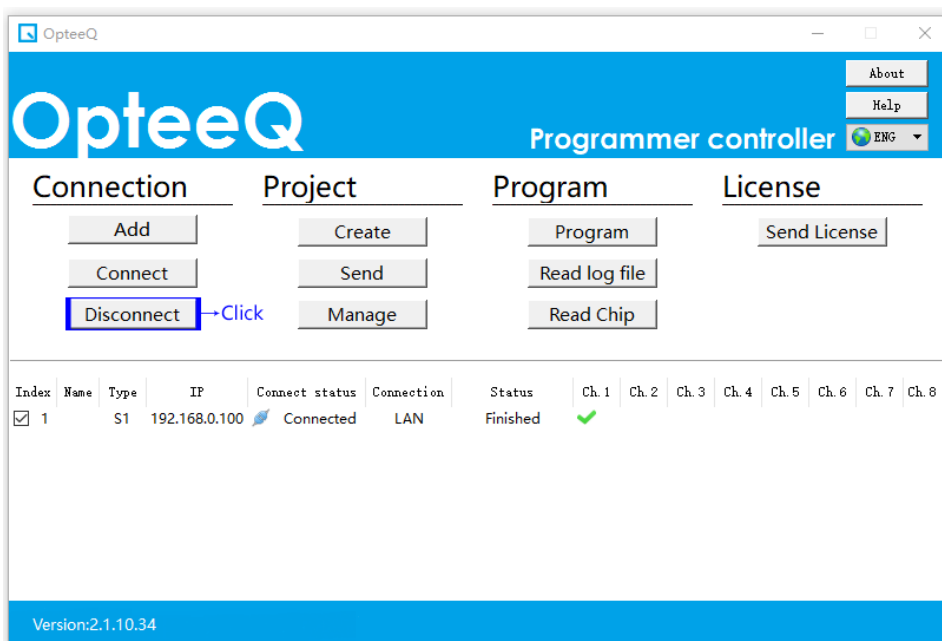 OpteeQ
About
Help
OpteeQ
Programmer controller
ENG
Connection Project Program License
Add Create Program Send License
Connect Send Read log file
Disconnect →Click Manage Read Chip
Index Name Type IP Connect status Connection Status Ch.1 Ch.2 Ch.3 Ch.4 Ch.5 Ch.6 Ch.7 Ch.8
1 S1 192.168.0.100 Connected LAN Finished
Version:2.1.10.34